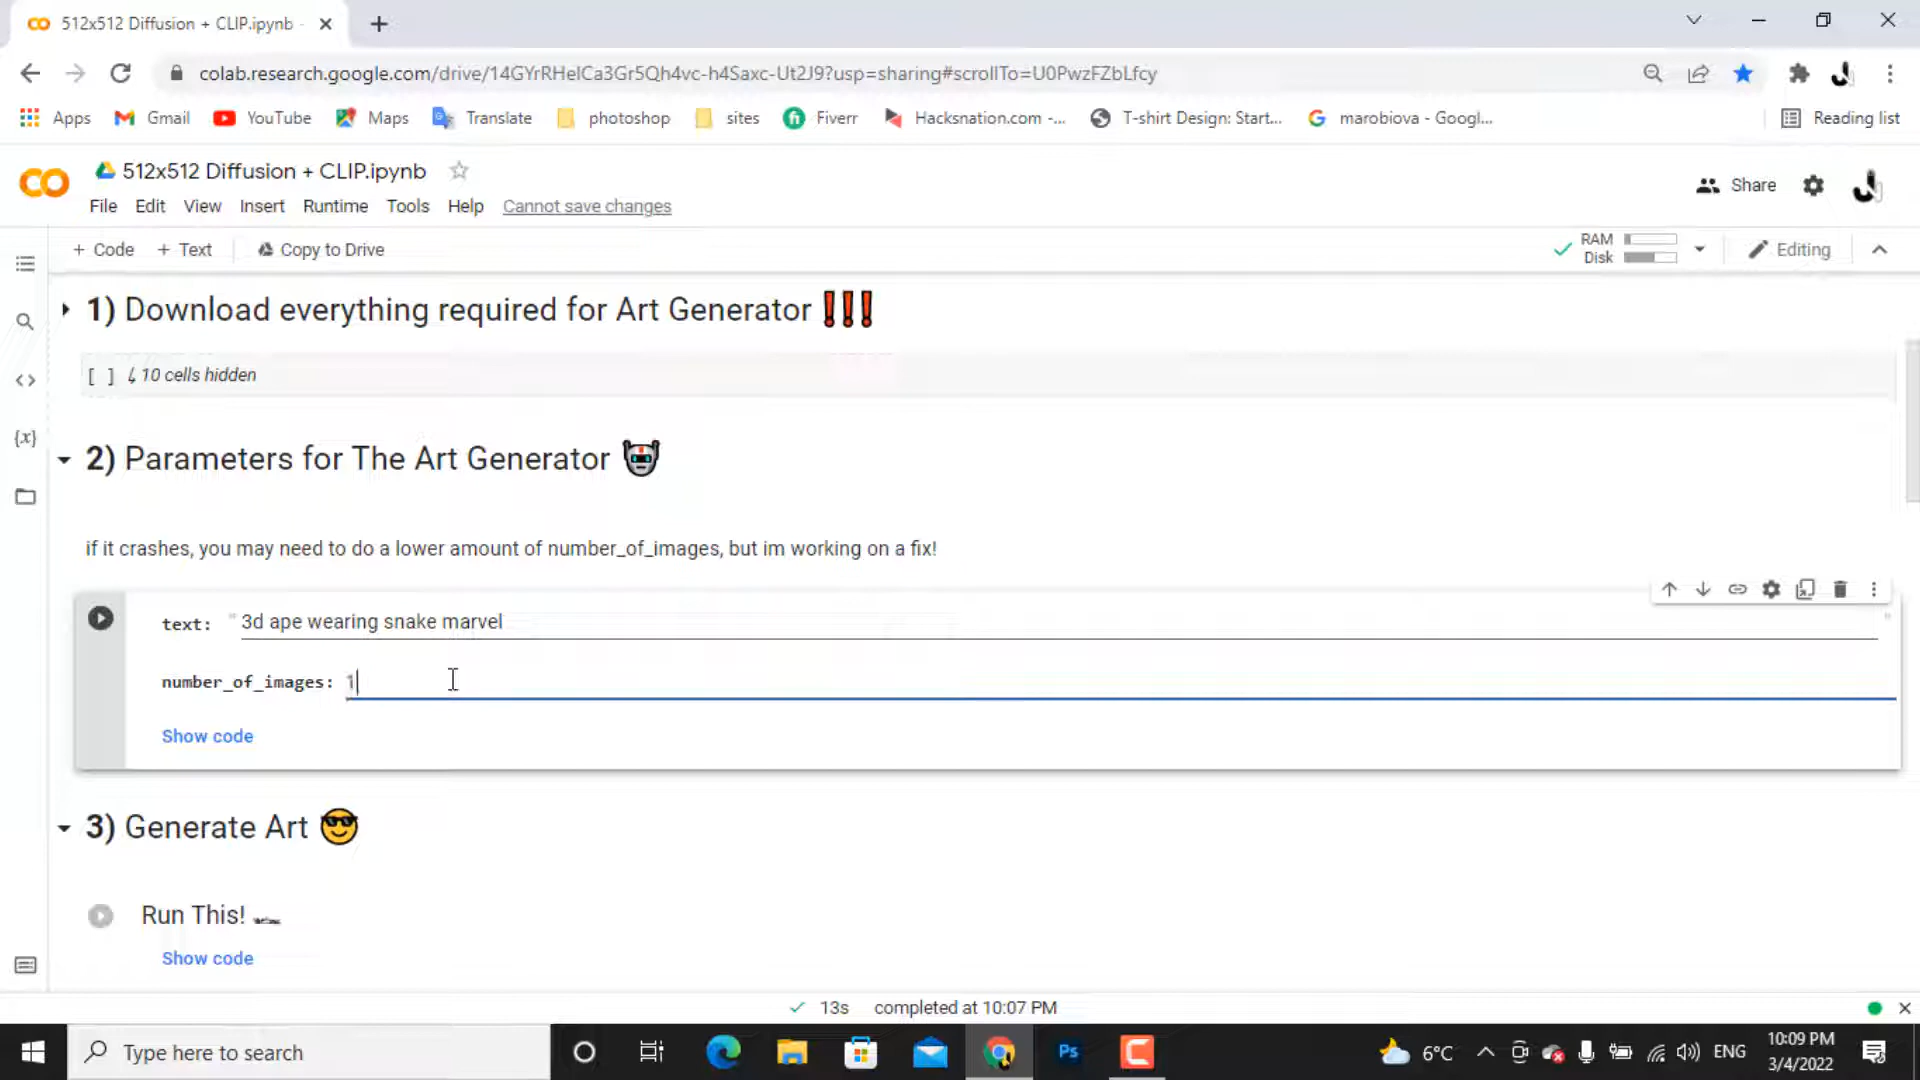 512x512 Diffusion + CLIP.ipynb -
colab.research.google.com/drive/14GYrRHelCa3Gr5Qh4vc-h4Saxc-Ut2J9?usp=sharing#scrollTo=U0PwzFZbLfcy
Apps Gmail YouTube Maps Translate photoshop sites Fiverr Hacksnation.com -... T-shirt Design: Start... marobiova - Googl... Reading list
512x512 Diffusion + CLIP.ipynb
Share
File Edit View Insert Runtime Tools Help Cannot save changes
+ Code + Text Copy to Drive RAM Disk Editing
1) Download everything required for Art Generator !!!
[ ] ↳ 10 cells hidden
{x}
2) Parameters for The Art Generator
if it crashes, you may need to do a lower amount of number_of_images, but im working on a fix!
text: " 3d ape wearing snake marvel "
number_of_images: 1
Show code
3) Generate Art
Run This!
Show code
13s completed at 10:07 PM
Type here to search Ps 6°C ENG 10:09 PM
3/4/2022